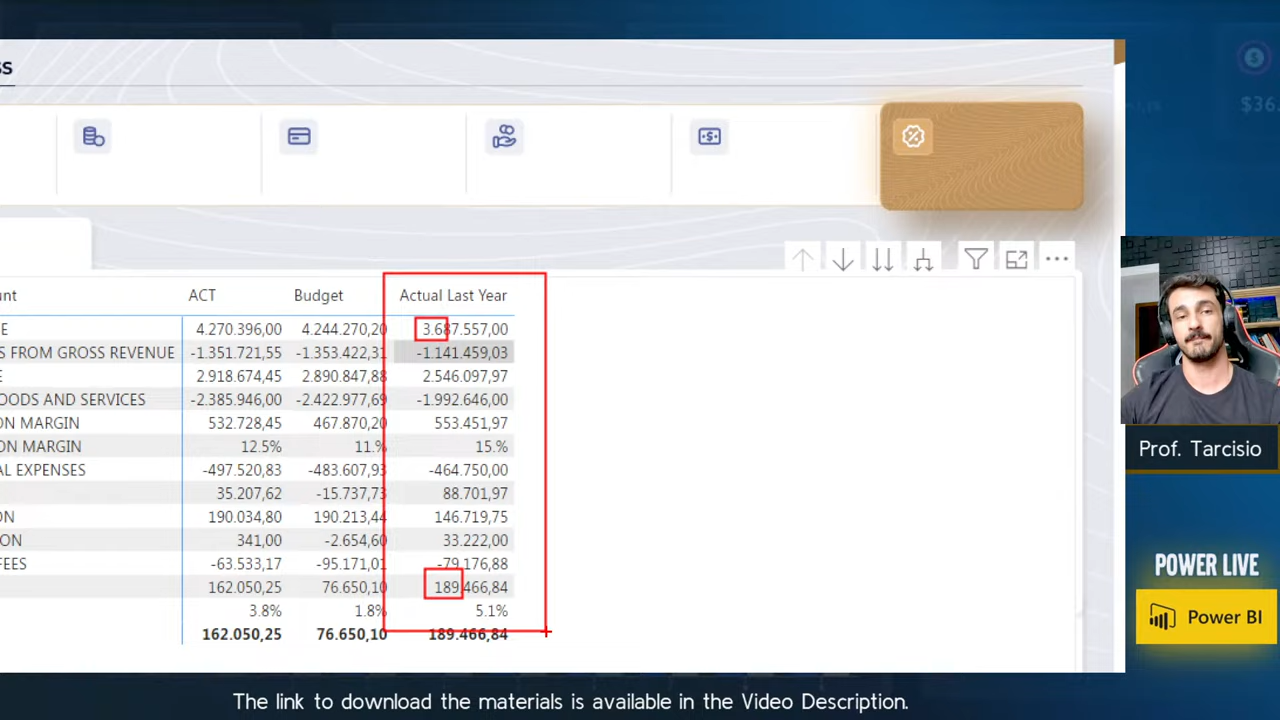 SS
$36.
nt ACT Budget Actual Last Year
E 4.270.396,00 4.244.270,20 3.687.557,00
S FROM GROSS REVENUE -1.351.721,55 -1.353.422,31 -1.141.459,03
E 2.918.674,45 2.890.847,88 2.546.097,97
OODS AND SERVICES -2.385.946,00 -2.422.977,69 -1.992.646,00
ON MARGIN 532.728,45 467.870,20 553.451,97
ON MARGIN 12.5% 11.% 15.%
AL EXPENSES -497.520,83 -483.607,93 -464.750,00
35.207,62 -15.737,73 88.701,97
ON 190.034,80 190.213,44 146.719,75
ON 341,00 -2.654,60 33.222,00
FEES -63.533,17 -95.171,01 -79.176,88
162.050,25 76.650,10 189.466,84
3.8% 1.8% 5.1%
162.050,25 76.650,10 189.466,84
Prof. Tarcisio
POWER LIVE
Power BI
The link to download the materials is available in the Video Description.